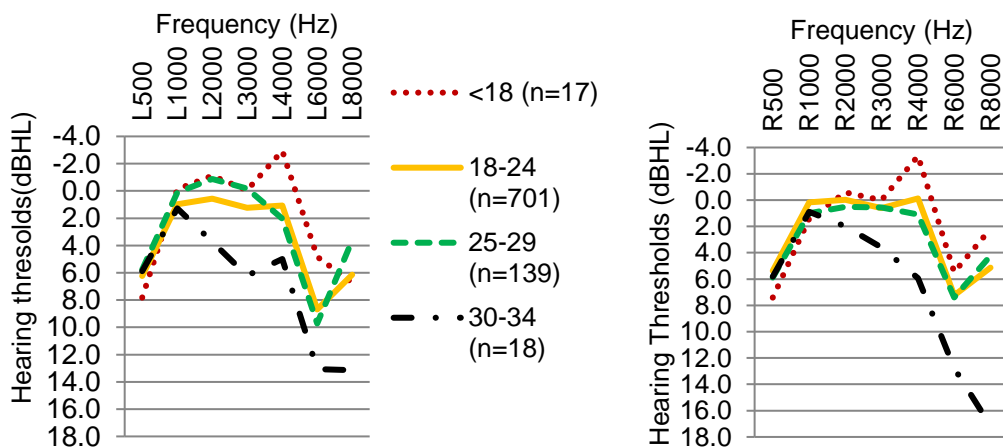 Frequency (Hz)
L500
L1000
L2000
L3000
L4000
L6000
L8000
Hearing thresholds(dBHL)
-4.0
-2.0
0.0
2.0
4.0
6.0
8.0
10.0
12.0
14.0
16.0
18.0
<18 (n=17)
18-24
(n=701)
25-29
(n=139)
30-34
(n=18)
Frequency (Hz)
R500
R1000
R2000
R3000
R4000
R6000
R8000
Hearing Thresholds (dBHL)
-4.0
-2.0
0.0
2.0
4.0
6.0
8.0
10.0
12.0
14.0
16.0
18.0